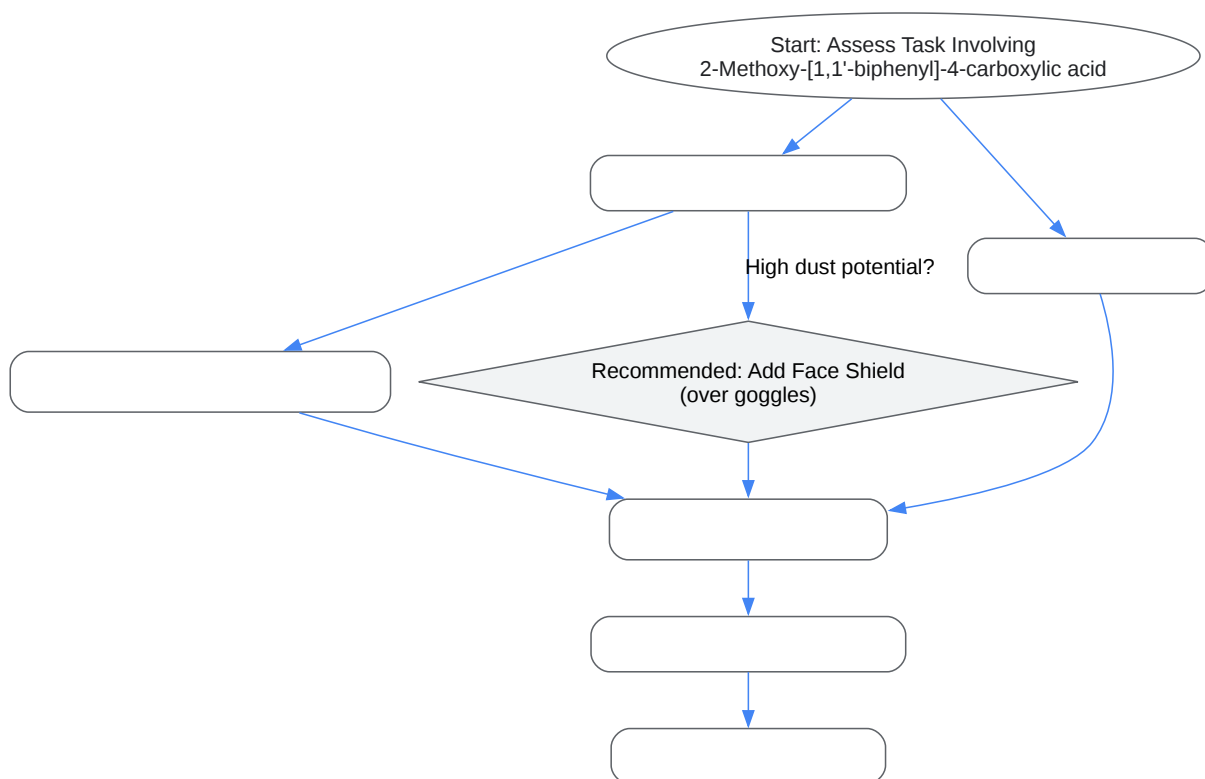 Start: Assess Task Involving
2-Methoxy-[1,1'-biphenyl]-4-carboxylic acid
High dust potential?
Recommended: Add Face Shield
(over goggles)